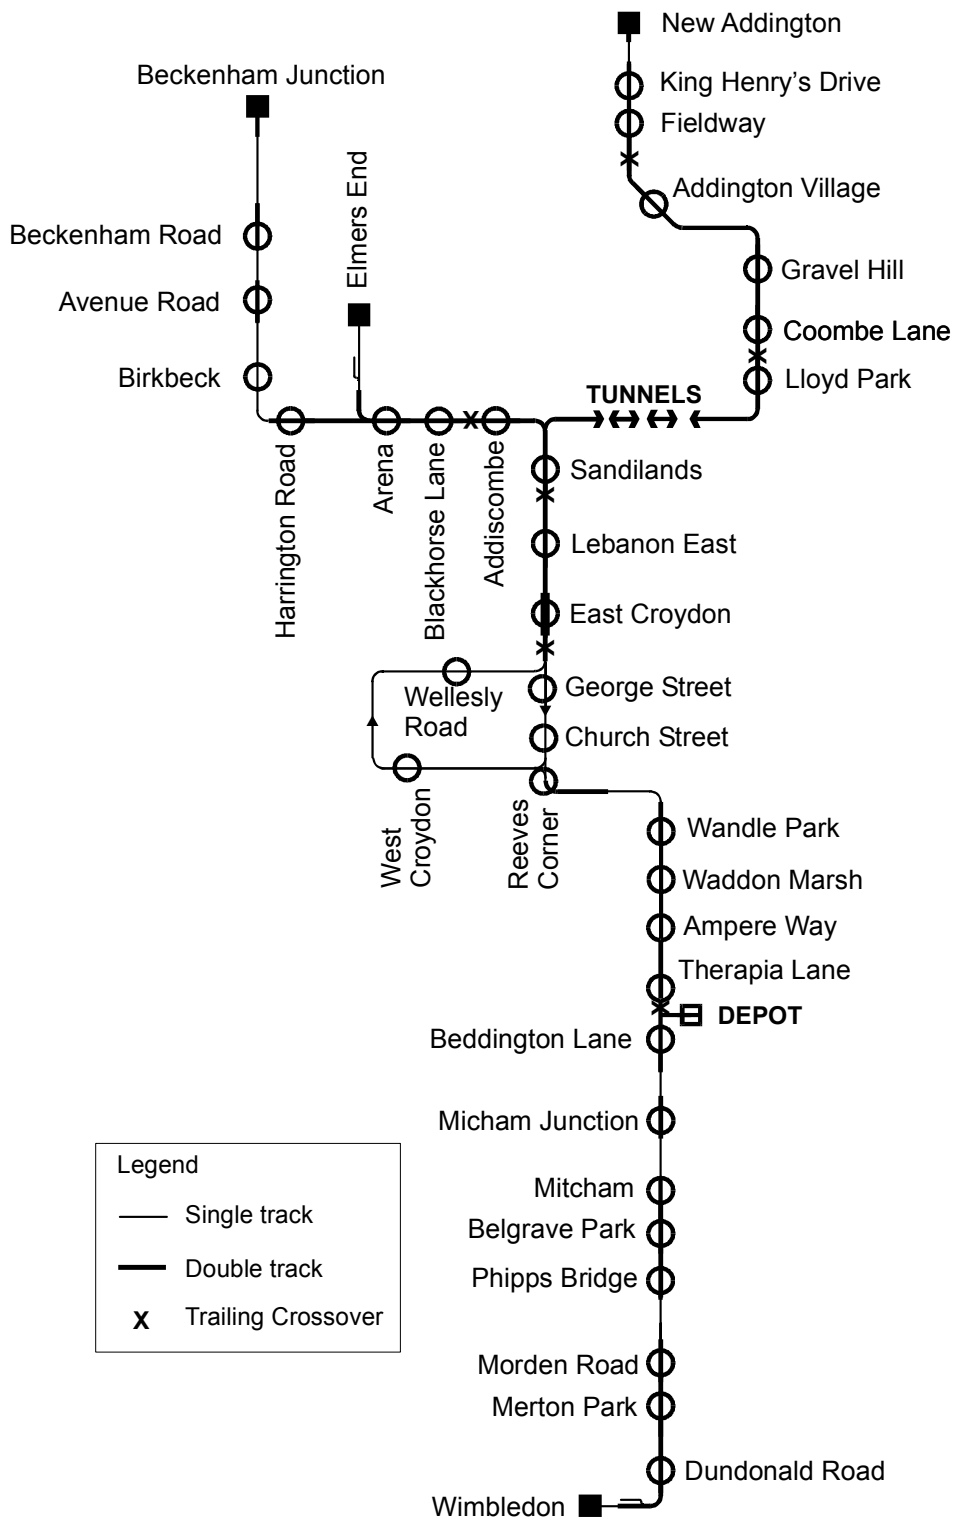 New Addington
Beckenham Junction
King Henry's Drive
Fieldway
Elmers End
Addington Village
Beckenham Road
Gravel Hill
Avenue Road
Coombe Lane
Birkbeck
Lloyd Park
TUNNELS
Harrington Road
Arena
Blackhorse Lane
Addiscombe
Sandilands
Lebanon East
East Croydon
Wellesly
Road
George Street
Church Street
West
Croydon
Reeves
Corner
Wandle Park
Waddon Marsh
Ampere Way
Therapia Lane
DEPOT
Beddington Lane
Micham Junction
Legend
Single track
Double track
X Trailing Crossover
Mitcham
Belgrave Park
Phipps Bridge
Morden Road
Merton Park
Dundonald Road
Wimbledon